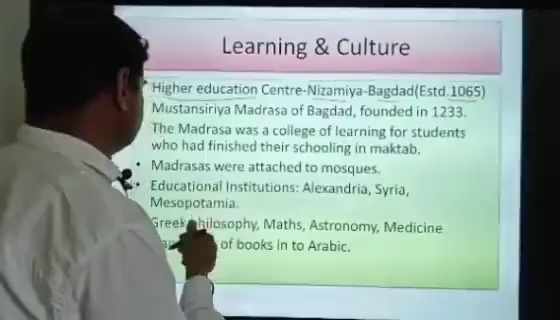 Learning & Culture
Higher education Centre-Nizamiya-Bagdad(Estd.1065)
Mustansiriya Madrasa of Bagdad, founded in 1233.
The Madrasa was a college of learning for students
who had finished their schooling in maktab.
• Madrasas were attached to mosques.
• Educational Institutions: Alexandria, Syria,
Mesopotamia.
Greek philosophy, Maths, Astronomy, Medicine
of books in to Arabic.